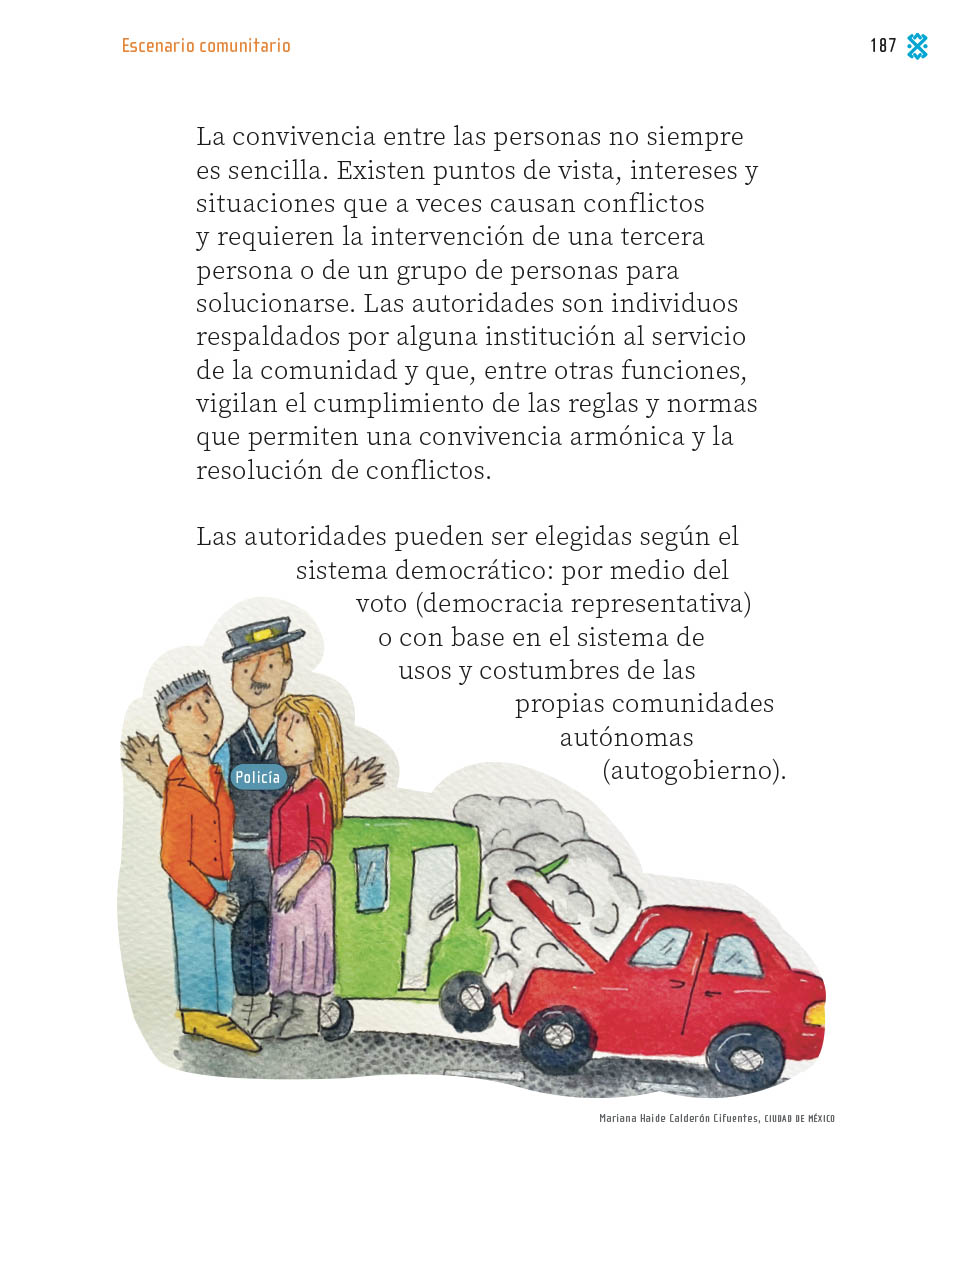 Escenario comunitario
187
La convivencia entre las personas no siempre
es sencilla. Existen puntos de vista, intereses y
situaciones que a veces causan conflictos
y requieren la intervención de una tercera
persona o de un grupo de personas para
solucionarse. Las autoridades son individuos
respaldados por alguna institución al servicio
de la comunidad y que, entre otras funciones,
vigilan el cumplimiento de las reglas y normas
que permiten una convivencia armónica y la
resolución de conflictos.
Las autoridades pueden ser elegidas según el
sistema democrático: por medio del
voto (democracia representativa)
o con base en el sistema de
usos y costumbres de las
propias comunidades
autónomas
(autogobierno).
Policía
Mariana Haide Calderón Cifuentes, CIUDAD DE MÉXICO